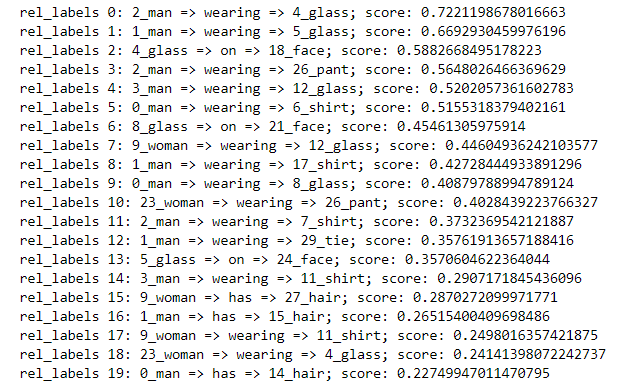 rel_labels 0: 2_man => wearing => 4_glass; score: 0.7221198678016663
rel_labels 1: 1_man => wearing => 5_glass; score: 0.6692930459976196
rel_labels 2: 4_glass => on => 18_face; score: 0.5882668495178223
rel_labels 3: 2_man => wearing => 26_pant; score: 0.5648026466369629
rel_labels 4: 3_man => wearing => 12_glass; score: 0.5202057361602783
rel_labels 5: 0_man => wearing => 6_shirt; score: 0.5155318379402161
rel_labels 6: 8_glass => on => 21_face; score: 0.45461305975914
rel_labels 7: 9_woman => wearing => 12_glass; score: 0.44604936242103577
rel_labels 8: 1_man => wearing => 17_shirt; score: 0.42728444933891296
rel_labels 9: 0_man => wearing => 8_glass; score: 0.40879788994789124
rel_labels 10: 23_woman => wearing => 26_pant; score: 0.4028439223766327
rel_labels 11: 2_man => wearing => 7_shirt; score: 0.3732369542121887
rel_labels 12: 1_man => wearing => 29_tie; score: 0.35761913657188416
rel_labels 13: 5_glass => on => 24_face; score: 0.3570604622364044
rel_labels 14: 3_man => wearing => 11_shirt; score: 0.2907171845436096
rel_labels 15: 9_woman => has => 27_hair; score: 0.2870272099971771
rel_labels 16: 1_man => has => 15_hair; score: 0.26515400409698486
rel_labels 17: 9_woman => wearing => 11_shirt; score: 0.2498016357421875
rel_labels 18: 23_woman => wearing => 4_glass; score: 0.24141398072242737
rel_labels 19: 0_man => has => 14_hair; score: 0.22749947011470795